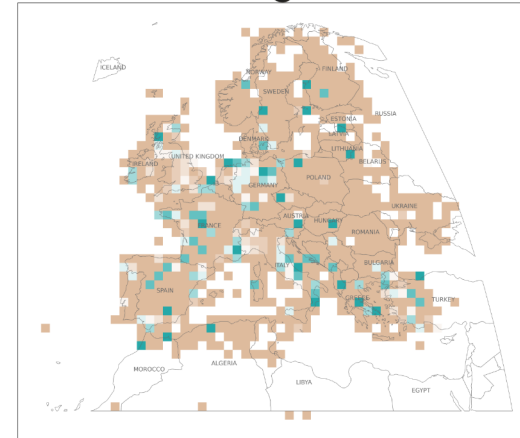 ICELAND
NORWAY
FINLAND
SWEDEN
RUSSIA
ESTONIA
LATVIA
DENMARK
LITHUANIA
UNITED KINGDOM
IRELAND
BELARUS
POLAND
GERMANY
UKRAINE
AUSTRIA
HUNGARY
FRANCE
ROMANIA
ITALY
BULGARIA
SPAIN
GREECE
TURKEY
MOROCCO
ALGERIA
LIBYA
EGYPT